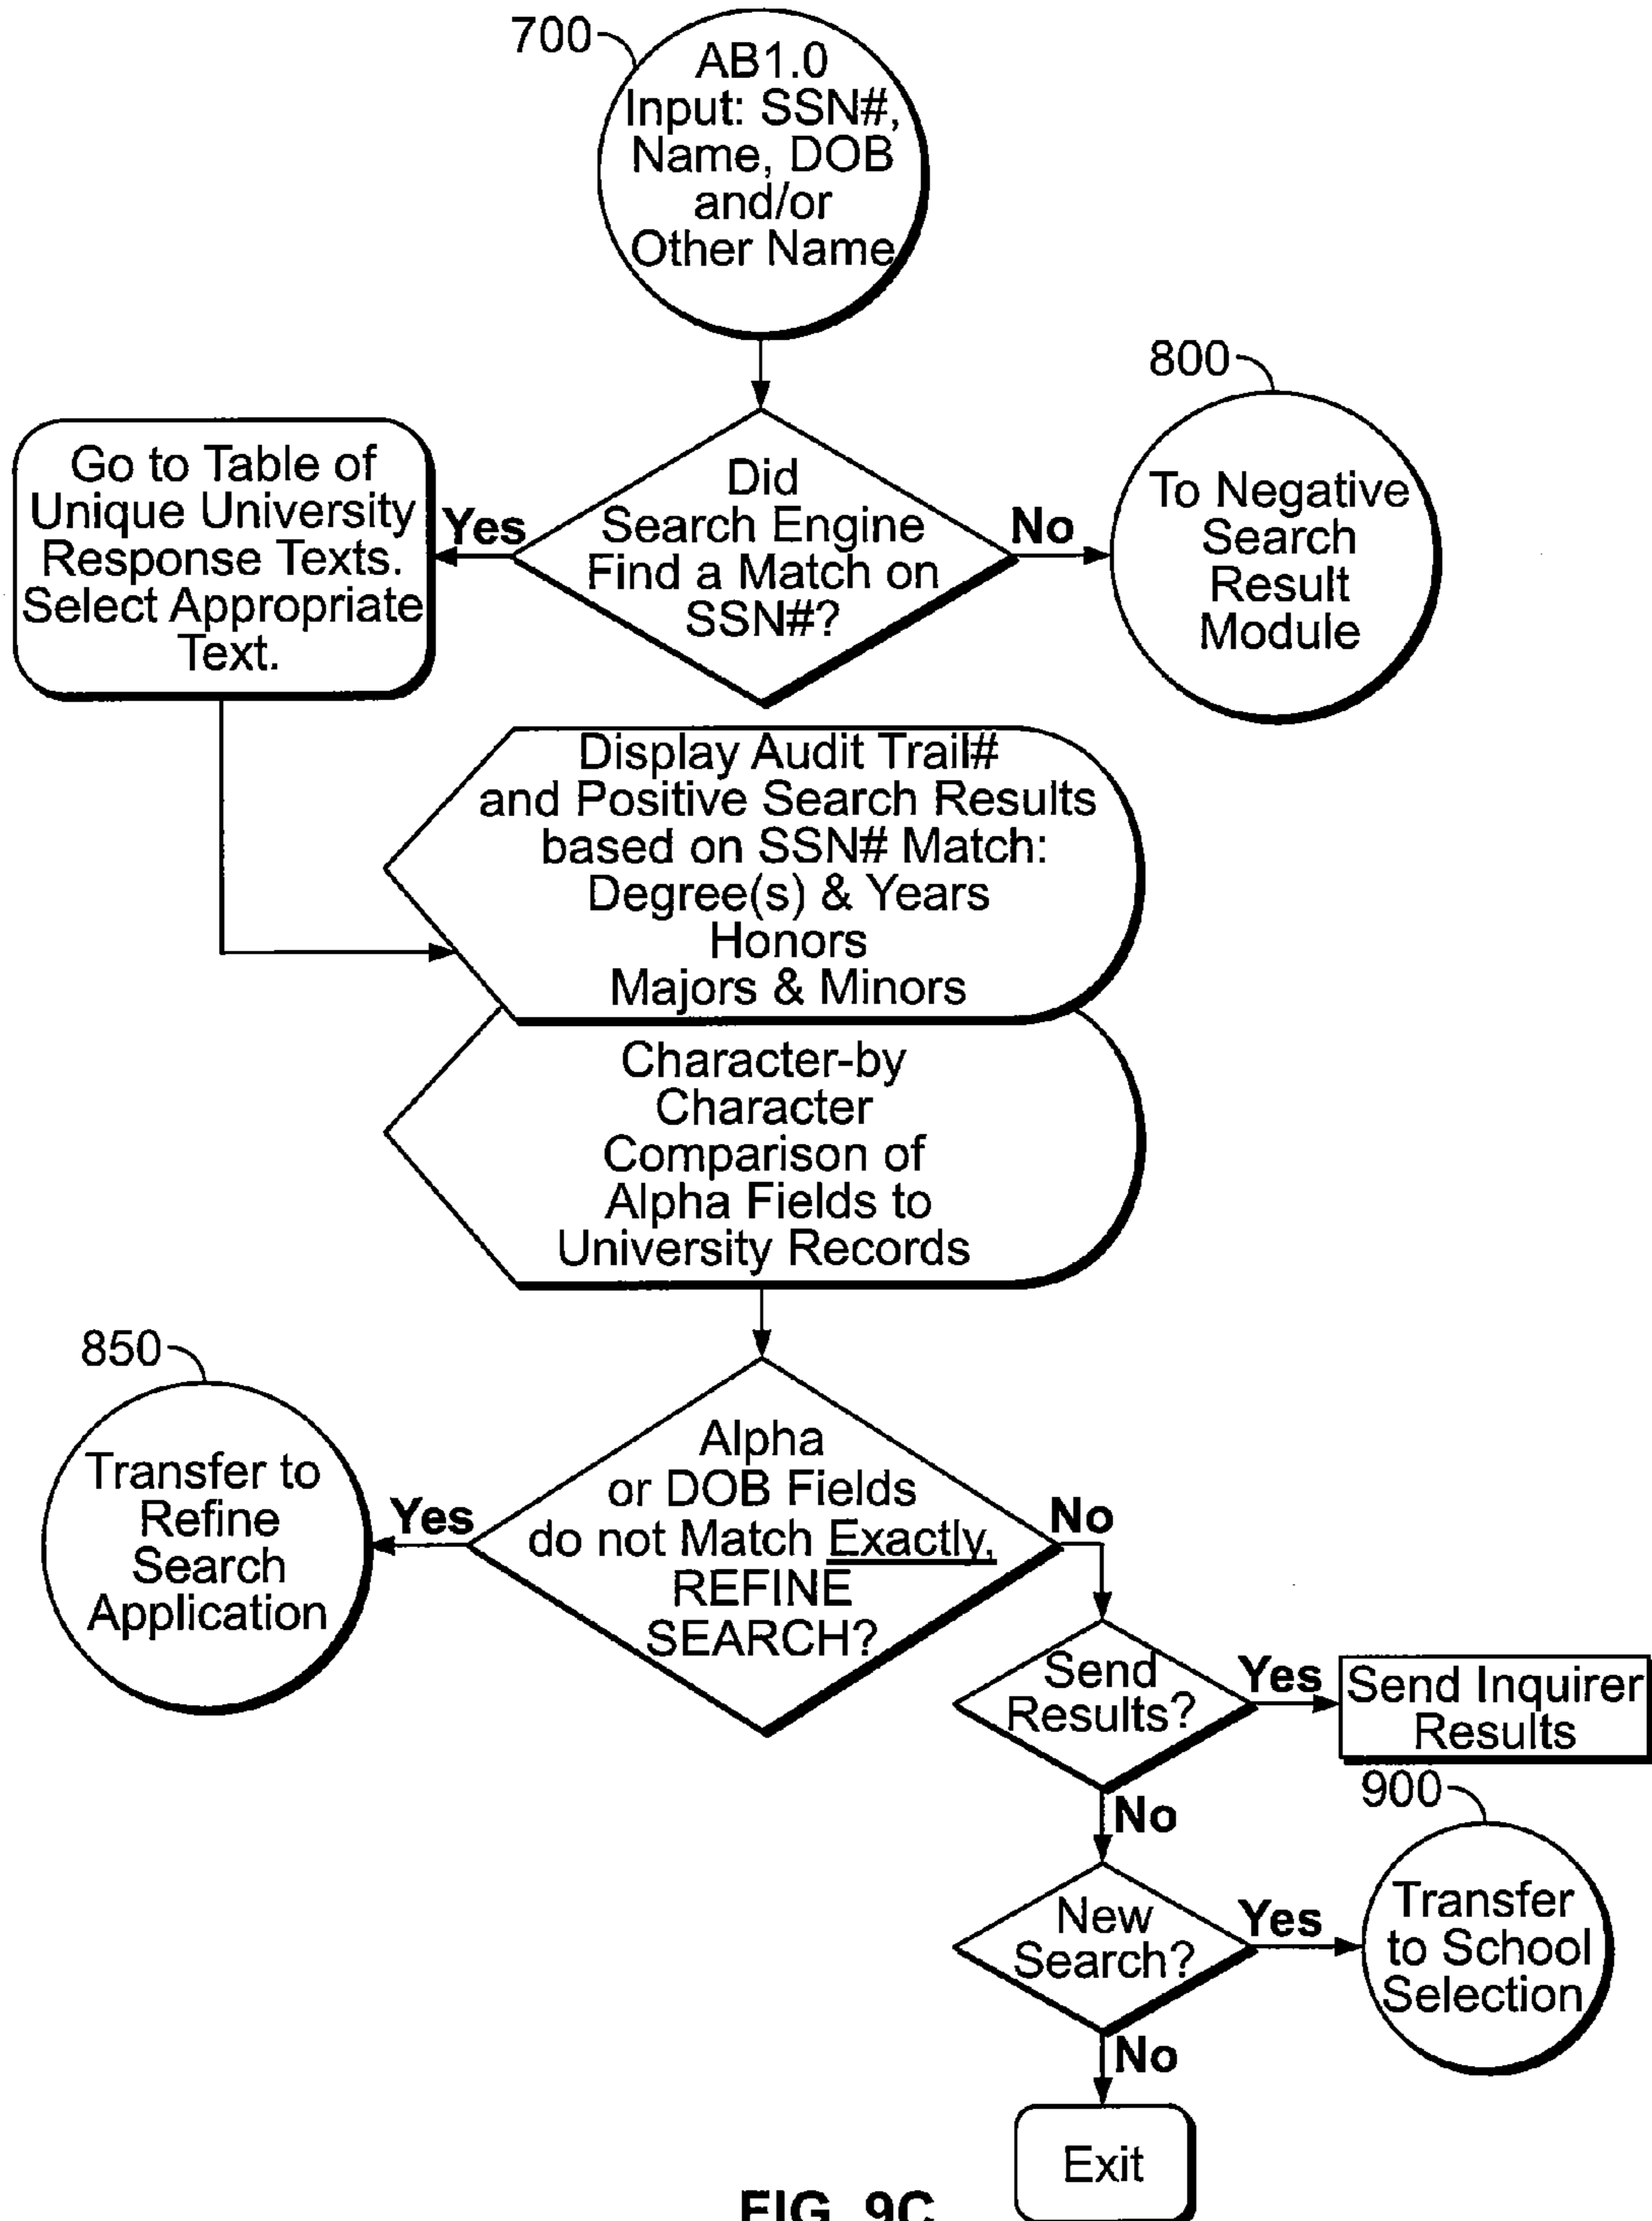 700
AB1.0
Input: SSN#,
Name, DOB
and/or
Other Name
800
Go to Table of
Unique University
Response Texts.
Select Appropriate
Text.
Yes
Did
Search Engine
Find a Match on
SSN#?
No
To Negative
Search
Result
Module
Display Audit Trail#
and Positive Search Results
based on SSN# Match:
Degree(s) & Years
Honors
Majors & Minors
Character-by
Character
Comparison of
Alpha Fields to
University Records
850
Transfer to
Refine
Search
Application
Yes
Alpha
or DOB Fields
do not Match Exactly,
REFINE
SEARCH?
No
Send
Results?
Yes
Send Inquirer
Results
900
No
New
Search?
Yes
Transfer
to School
Selection
No
Exit
FIG. 9C